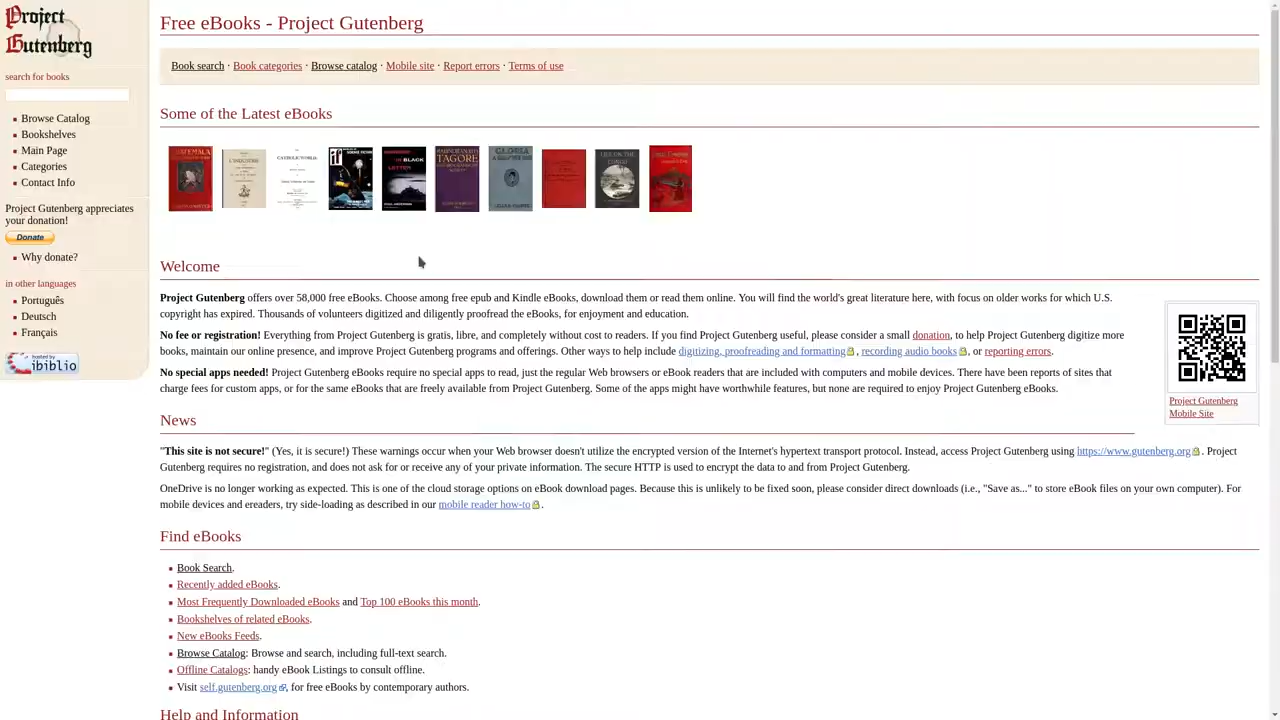 Project
Gutenberg
search for books
Browse Catalog
Bookshelves
Main Page
Categories
Contact Info
Project Gutenberg appreciates
your donation!
Donate
Why donate?
in other languages
Português
Deutsch
Français
hosted by
ibiblio
Free eBooks - Project Gutenberg
Book search · Book categories · Browse catalog · Mobile site · Report errors · Terms of use
Some of the Latest eBooks
GUATEMALA
THE
CATHOLIC WORLD.
if
SCIENCE FICTION
IN BLACK
LETTER
RABINDRANATH
TAGORE
GLORIA
LIFE ON THE
CONGO
Welcome
Project Gutenberg offers over 58,000 free eBooks. Choose among free epub and Kindle eBooks, download them or read them online. You will find the world's great literature here, with focus on older works for which U.S.
copyright has expired. Thousands of volunteers digitized and diligently proofread the eBooks, for enjoyment and education.
No fee or registration! Everything from Project Gutenberg is gratis, libre, and completely without cost to readers. If you find Project Gutenberg useful, please consider a small donation, to help Project Gutenberg digitize more
books, maintain our online presence, and improve Project Gutenberg programs and offerings. Other ways to help include digitizing, proofreading and formatting, recording audio books, or reporting errors.
No special apps needed! Project Gutenberg eBooks require no special apps to read, just the regular Web browsers or eBook readers that are included with computers and mobile devices. There have been reports of sites that
charge fees for custom apps, or for the same eBooks that are freely available from Project Gutenberg. Some of the apps might have worthwhile features, but none are required to enjoy Project Gutenberg eBooks.
Project Gutenberg
Mobile Site
News
"This site is not secure!" (Yes, it is secure!) These warnings occur when your Web browser doesn't utilize the encrypted version of the Internet's hypertext transport protocol. Instead, access Project Gutenberg using https://www.gutenberg.org. Project
Gutenberg requires no registration, and does not ask for or receive any of your private information. The secure HTTP is used to encrypt the data to and from Project Gutenberg.
OneDrive is no longer working as expected. This is one of the cloud storage options on eBook download pages. Because this is unlikely to be fixed soon, please consider direct downloads (i.e., "Save as..." to store eBook files on your own computer). For
mobile devices and ereaders, try side-loading as described in our mobile reader how-to.
Find eBooks
Book Search.
Recently added eBooks.
Most Frequently Downloaded eBooks and Top 100 eBooks this month.
Bookshelves of related eBooks.
New eBooks Feeds.
Browse Catalog: Browse and search, including full-text search.
Offline Catalogs: handy eBook Listings to consult offline.
Visit self.gutenberg.org, for free eBooks by contemporary authors.
Help and Information